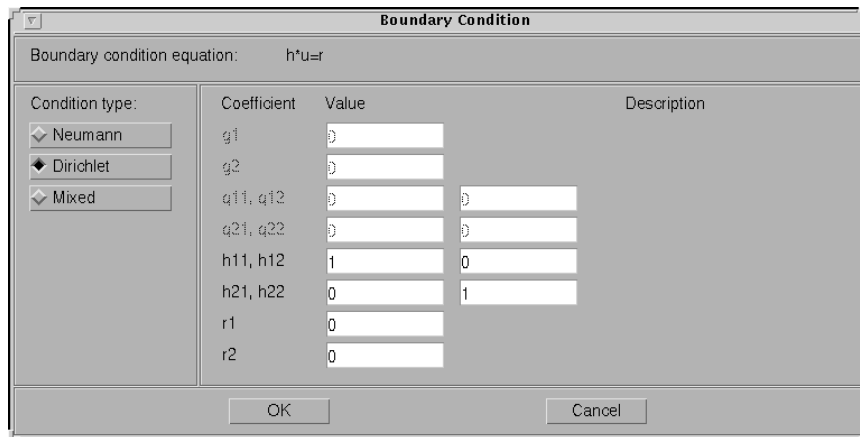 Boundary Condition
Boundary condition equation: h*u=r
Condition type:
Neumann
Dirichlet
Mixed
Coefficient Value Description
g1 0
g2 0
q11, q12 0 0
q21, q22 0 0
h11, h12 1 0
h21, h22 0 1
r1 0
r2 0
OK Cancel